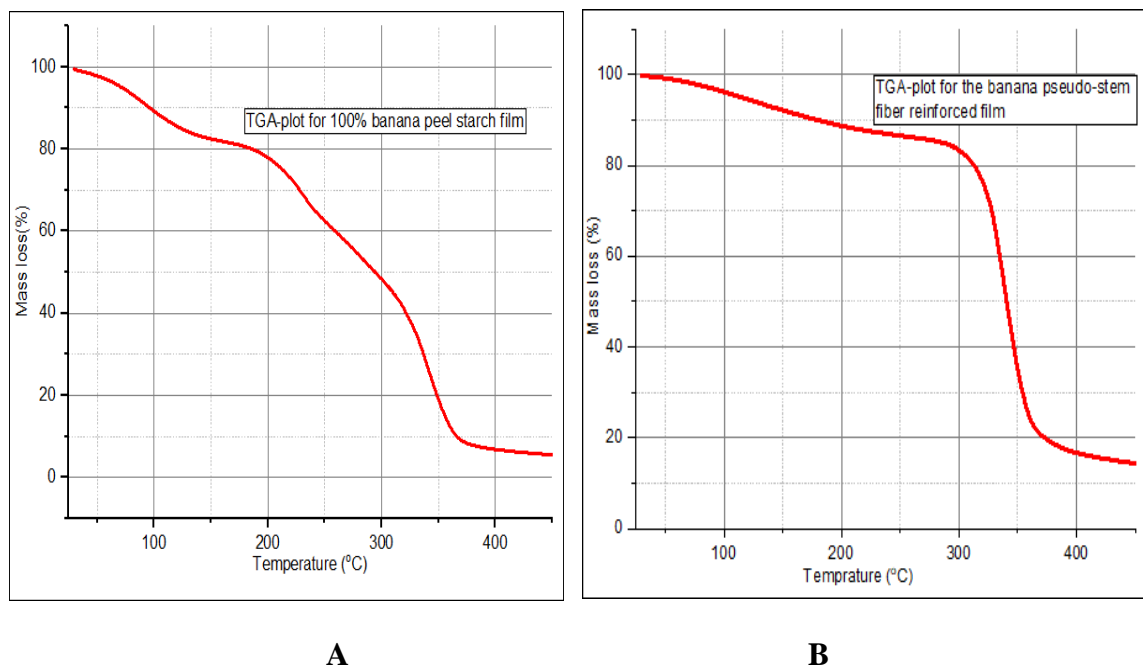 TGA-plot for 100% banana peel starch film
Mass loss(%)
100
80
60
40
20
0
100
200
300
400
Temperature (ºC)
TGA-plot for the banana pseudo-stem
fiber reinforced film
Mass loss (%)
100
80
60
40
20
0
100
200
300
400
Temprature (ºC)
A
B